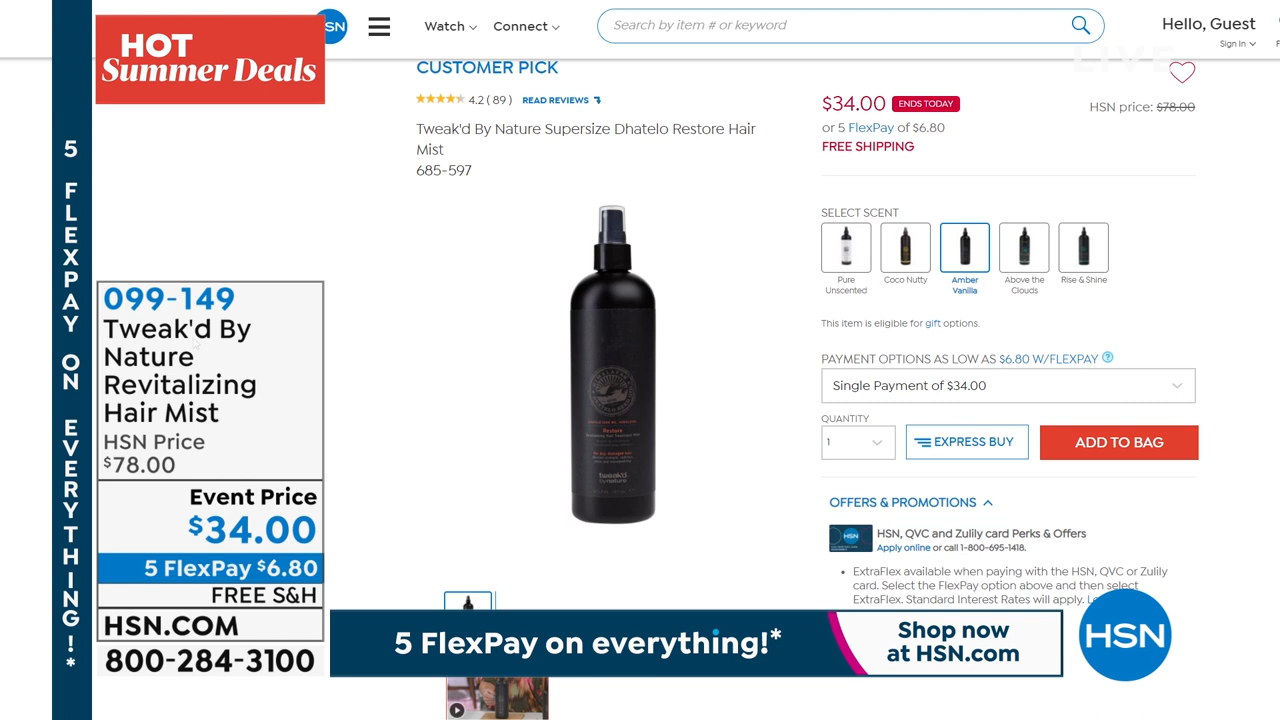 HOT
Summer Deals
5 FLEXPAY ON EVERYTHING!*
099-149
Tweak'd By
Nature
Revitalizing
Hair Mist
HSN Price
$78.00
Event Price
$34.00
5 FlexPay $6.80
FREE S&H
HSN.COM
800-284-3100
SN
Watch
Connect
Search by item # or keyword
Hello, Guest
Sign In
LIVE
CUSTOMER PICK
4.2 ( 89 ) READ REVIEWS
Tweak'd By Nature Supersize Dhatelo Restore Hair
Mist
685-597
Restore
tweak'd
bynature
$34.00 ENDS TODAY
HSN price: $78.00
or 5 FlexPay of $6.80
FREE SHIPPING
SELECT SCENT
Pure
Unscented
Coco Nutty
Amber
Vanilla
Above the
Clouds
Rise & Shine
This item is eligible for gift options.
PAYMENT OPTIONS AS LOW AS $6.80 W/FLEXPAY ?
Single Payment of $34.00
QUANTITY
1
EXPRESS BUY
ADD TO BAG
OFFERS & PROMOTIONS
HSN
HSN, QVC and Zulily card Perks & Offers
Apply online or call 1-800-695-1418.
• ExtraFlex available when paying with the HSN, QVC or Zulily
card. Select the FlexPay option above and then select
ExtraFlex. Standard Interest Rates will apply.
5 FlexPay on everything!*
Shop now
at HSN.com
HSN